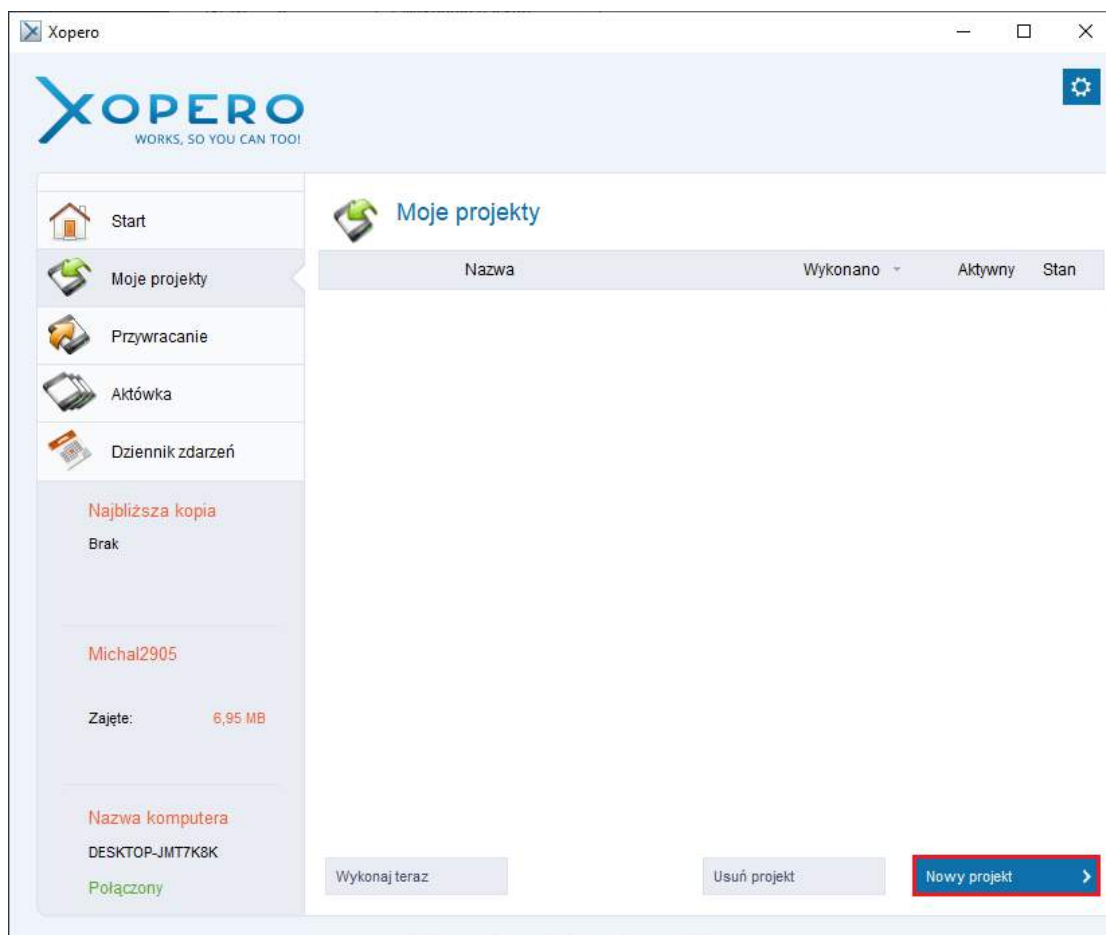 Xopero
XOPERO
WORKS, SO YOU CAN TOO!
Start
Moje projekty
Przywracanie
Aktówka
Dziennik zdarzeń
Najbliższa kopia
Brak
Michal2905
Zajęte: 6,95 MB
Nazwa komputera
DESKTOP-JMT7K8K
Połączony
Moje projekty
Nazwa Wykonano Aktywny Stan
Wykonaj teraz Usuń projekt Nowy projekt